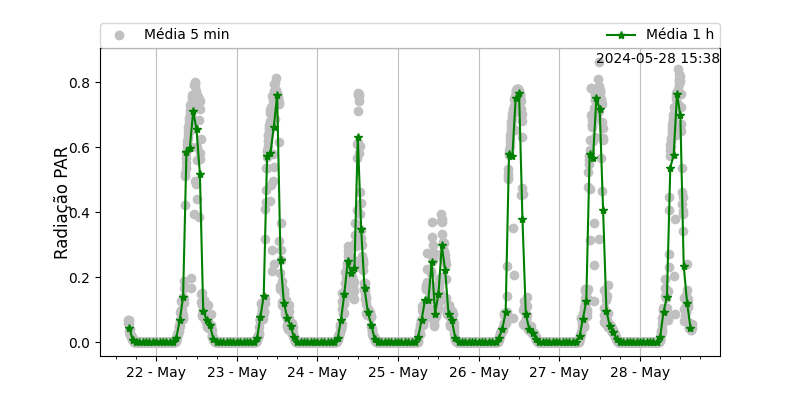 Média 5 min
Média 1 h
2024-05-28 15:38
Radiação PAR
0.8
0.6
0.4
0.2
0.0
22 - May
23 - May
24 - May
25 - May
26 - May
27 - May
28 - May